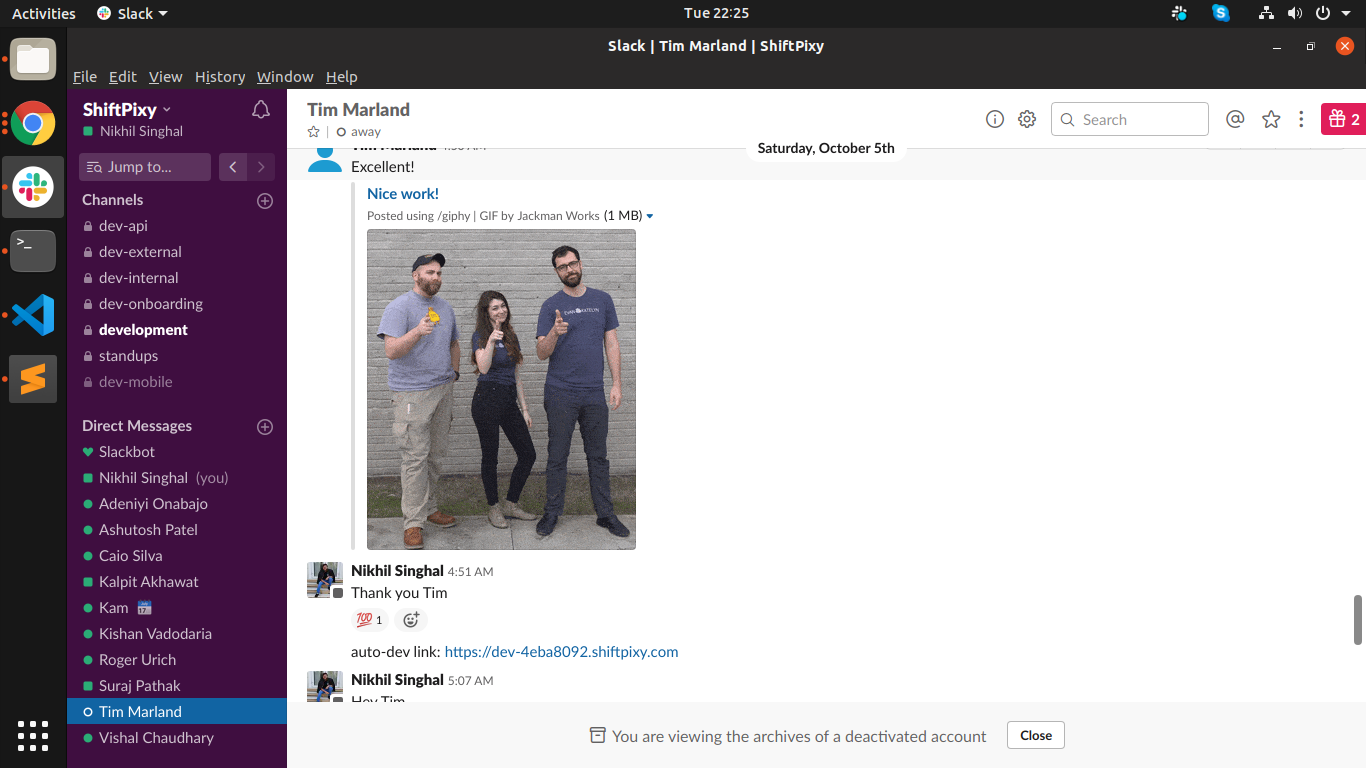 Activities Slack Tue 22:25
Slack | Tim Marland | ShiftPixy
File Edit View History Window Help
ShiftPixy
Nikhil Singhal
Jump to...
Channels
dev-api
dev-external
dev-internal
dev-onboarding
development
standups
dev-mobile
Direct Messages
Slackbot
Nikhil Singhal (you)
Adeniyi Onabajo
Ashutosh Patel
Caio Silva
Kalpit Akhawat
Kam
Kishan Vadodaria
Roger Urich
Suraj Pathak
Tim Marland
Vishal Chaudhary
Tim Marland
away
Search
2
Saturday, October 5th
Tim Marland
Excellent!
Nice work!
Posted using /giphy | GIF by Jackman Works (1 MB)
Nikhil Singhal 4:51 AM
Thank you Tim
100 1
auto-dev link: https://dev-4eba8092.shiftpixy.com
Nikhil Singhal 5:07 AM
Hey Tim
You are viewing the archives of a deactivated account Close